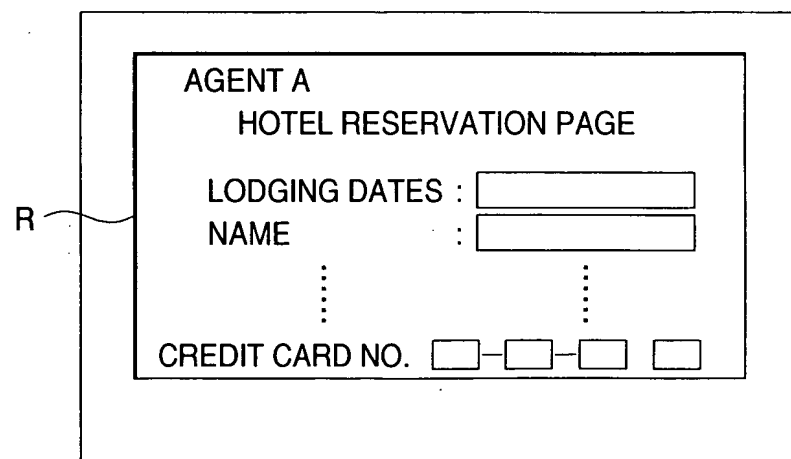 AGENT A
HOTEL RESERVATION PAGE
LODGING DATES :
NAME :
R
CREDIT CARD NO. - -